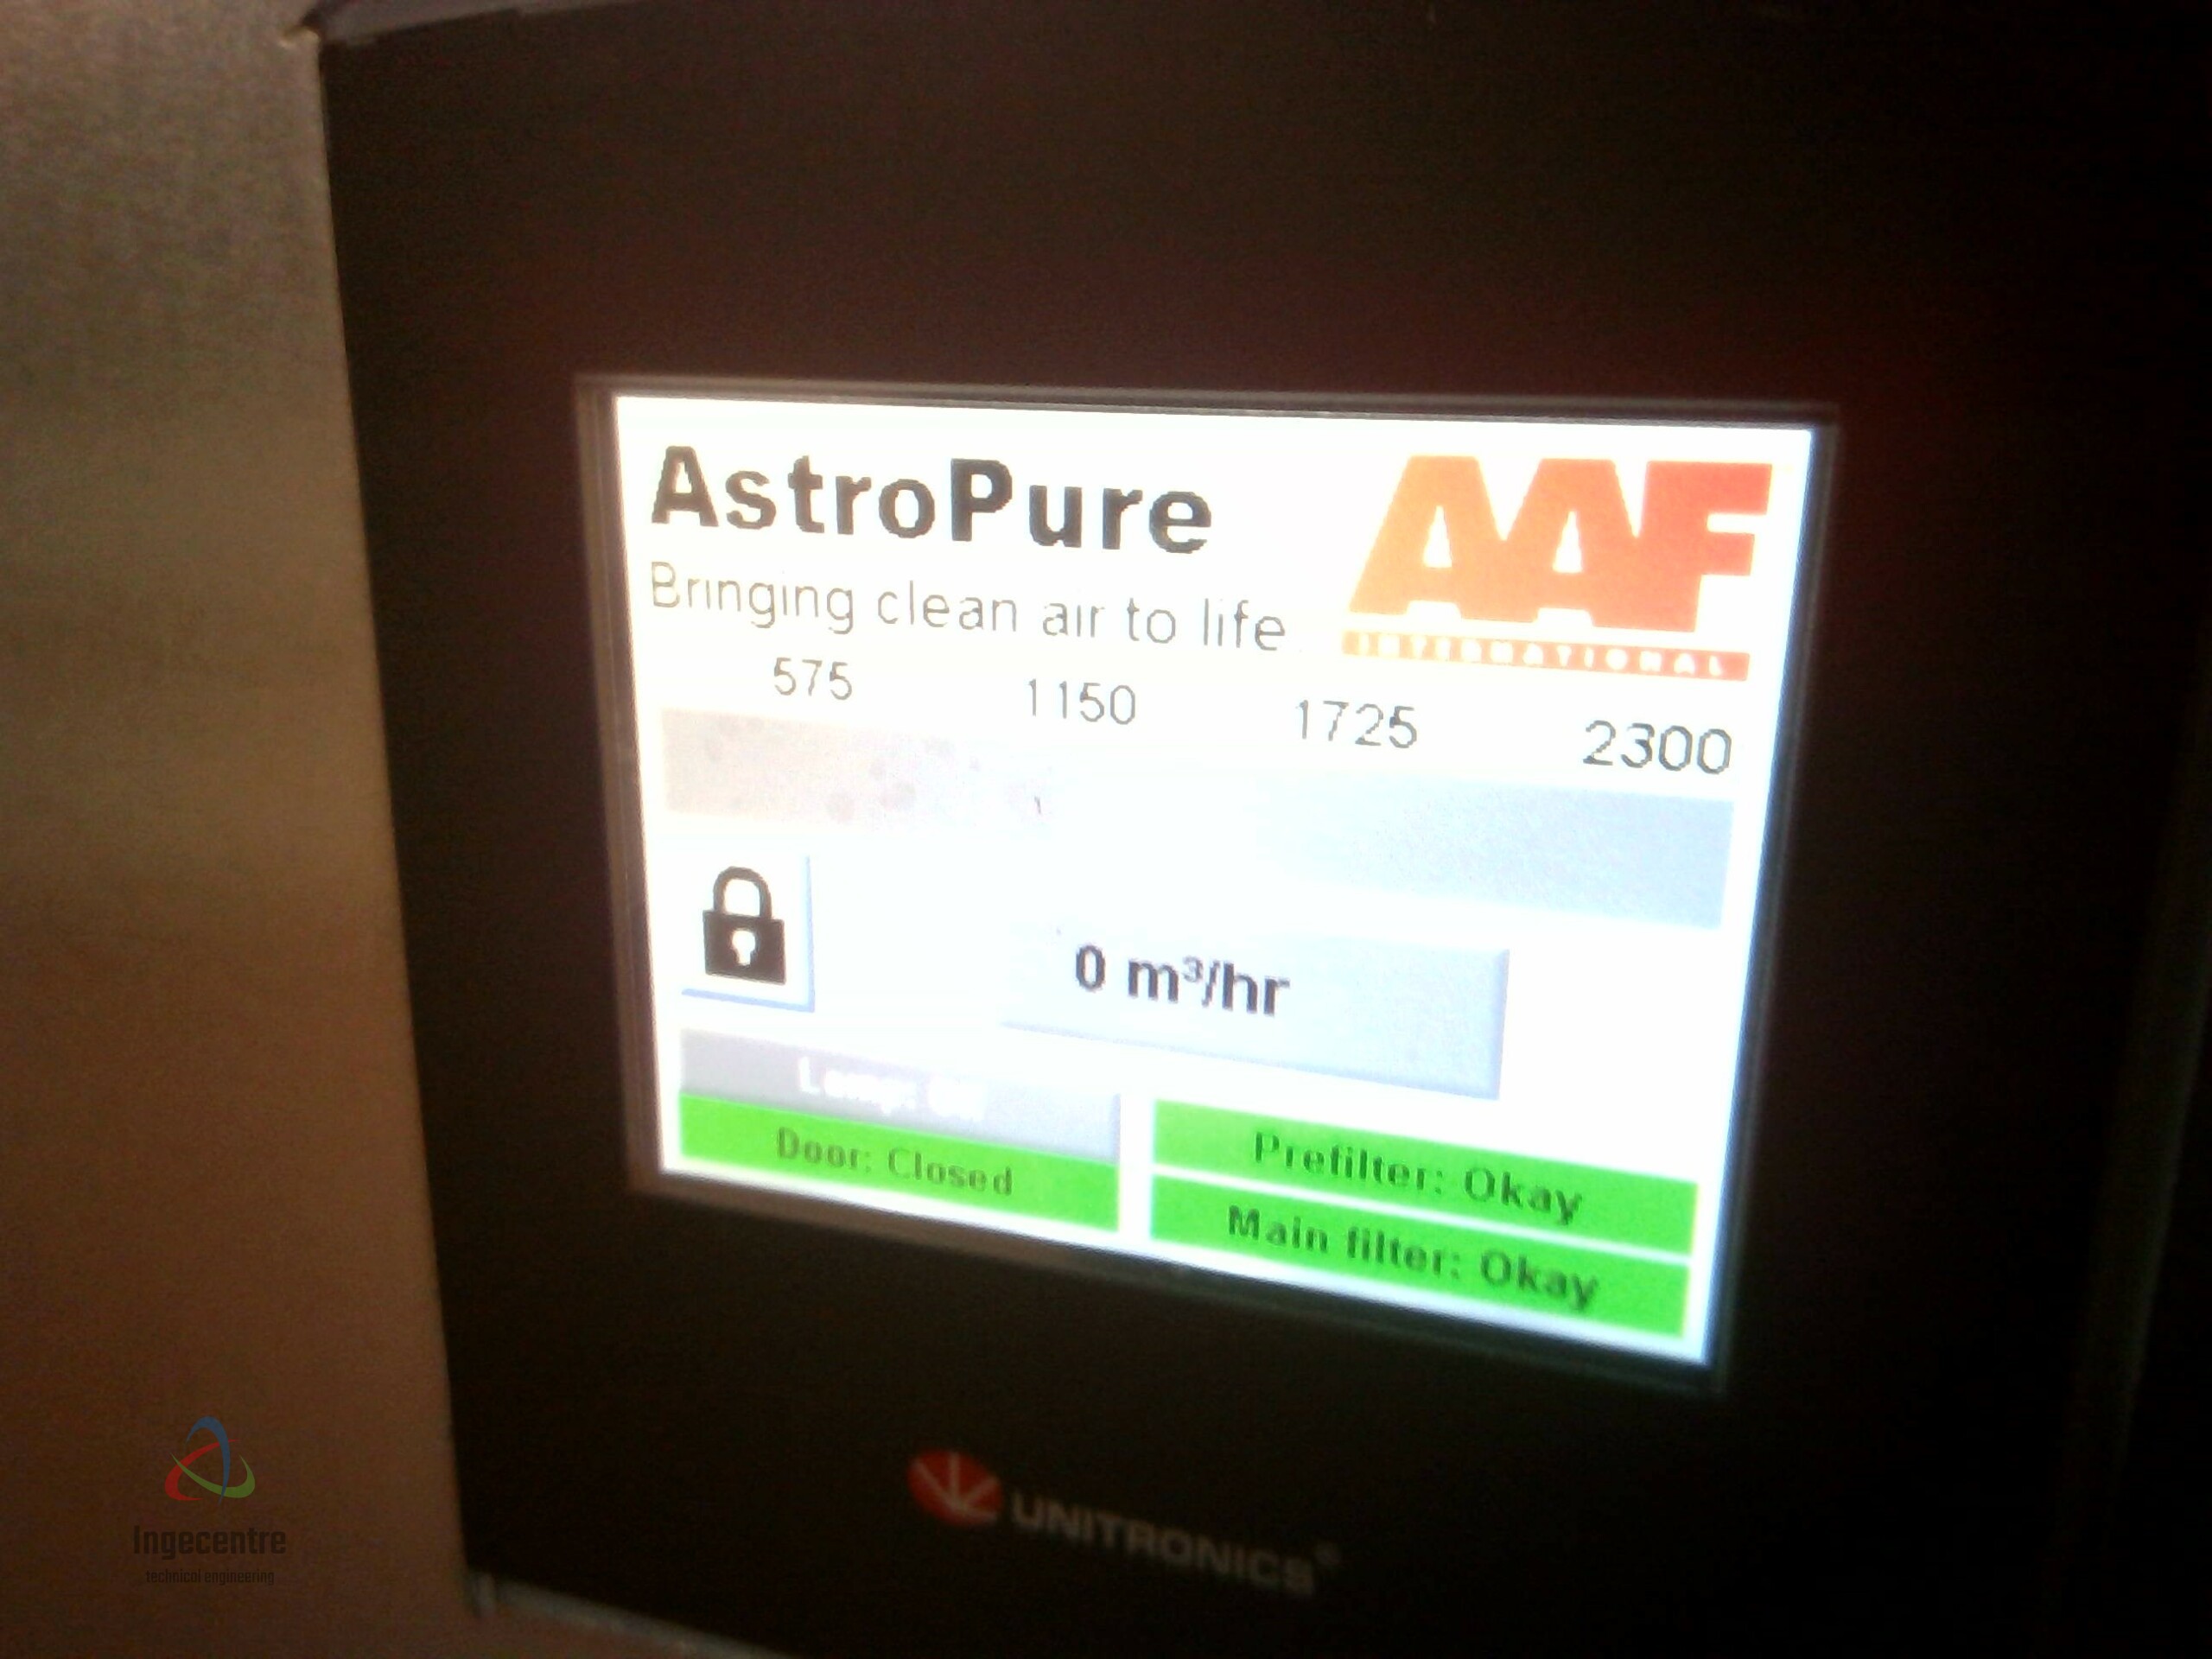 AstroPure
AAF
INTERNATIONAL
Bringing clean air to life
575 1150 1725 2300
0 m³/hr
Door: Closed
Prefilter: Okay
Main filter: Okay
UNITRONICS®
Ingecentre
technical engineering